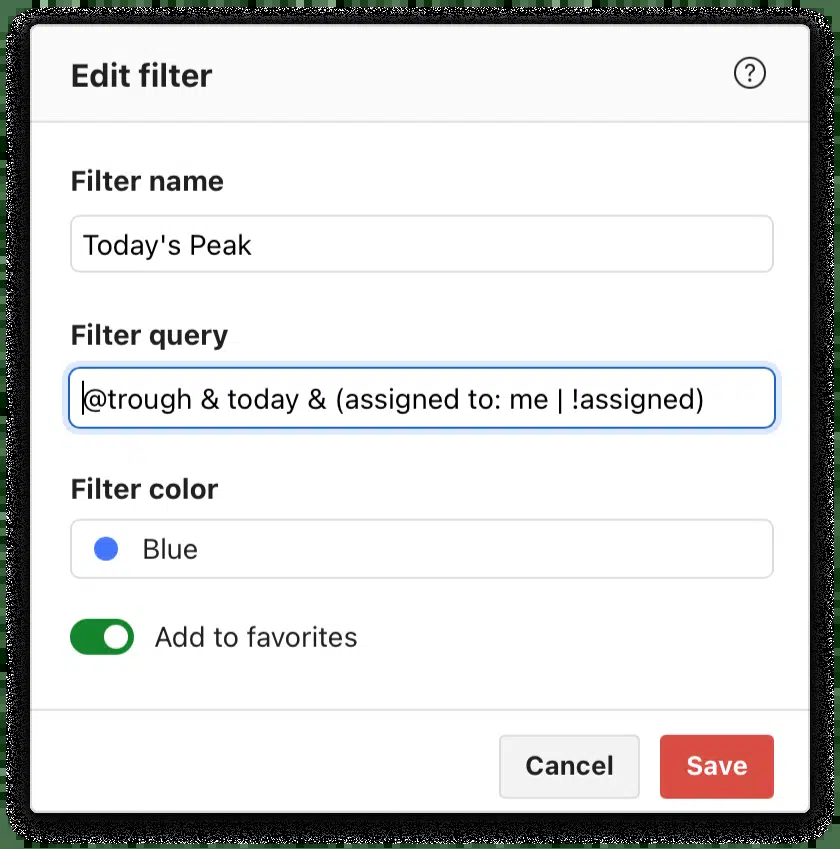 Edit filter
?
Filter name
Today's Peak
Filter query
@trough & today & (assigned to: me | !assigned)
Filter color
Blue
Add to favorites
Cancel
Save